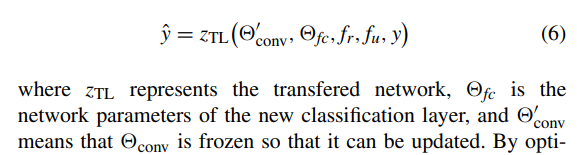 ŷ = z_TL(Θ′_conv, Θ_fc, f_r, f_u, y) (6)
where z_TL represents the transfered network, Θ_fc is the
network parameters of the new classification layer, and Θ′_conv
means that Θ_conv is frozen so that it can be updated. By opti-